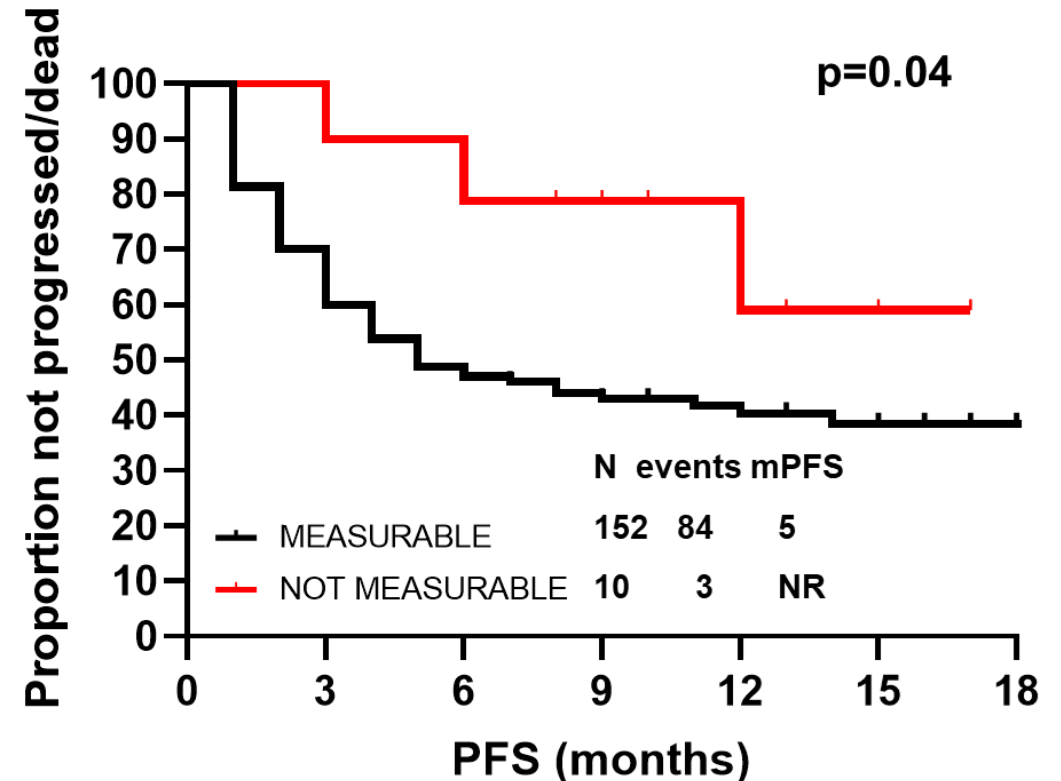 Proportion not progressed/dead
p=0.04
100
90
80
70
60
50
40
30
20
10
0
N events mPFS
MEASURABLE 152 84 5
NOT MEASURABLE 10 3 NR
0 3 6 9 12 15 18
PFS (months)